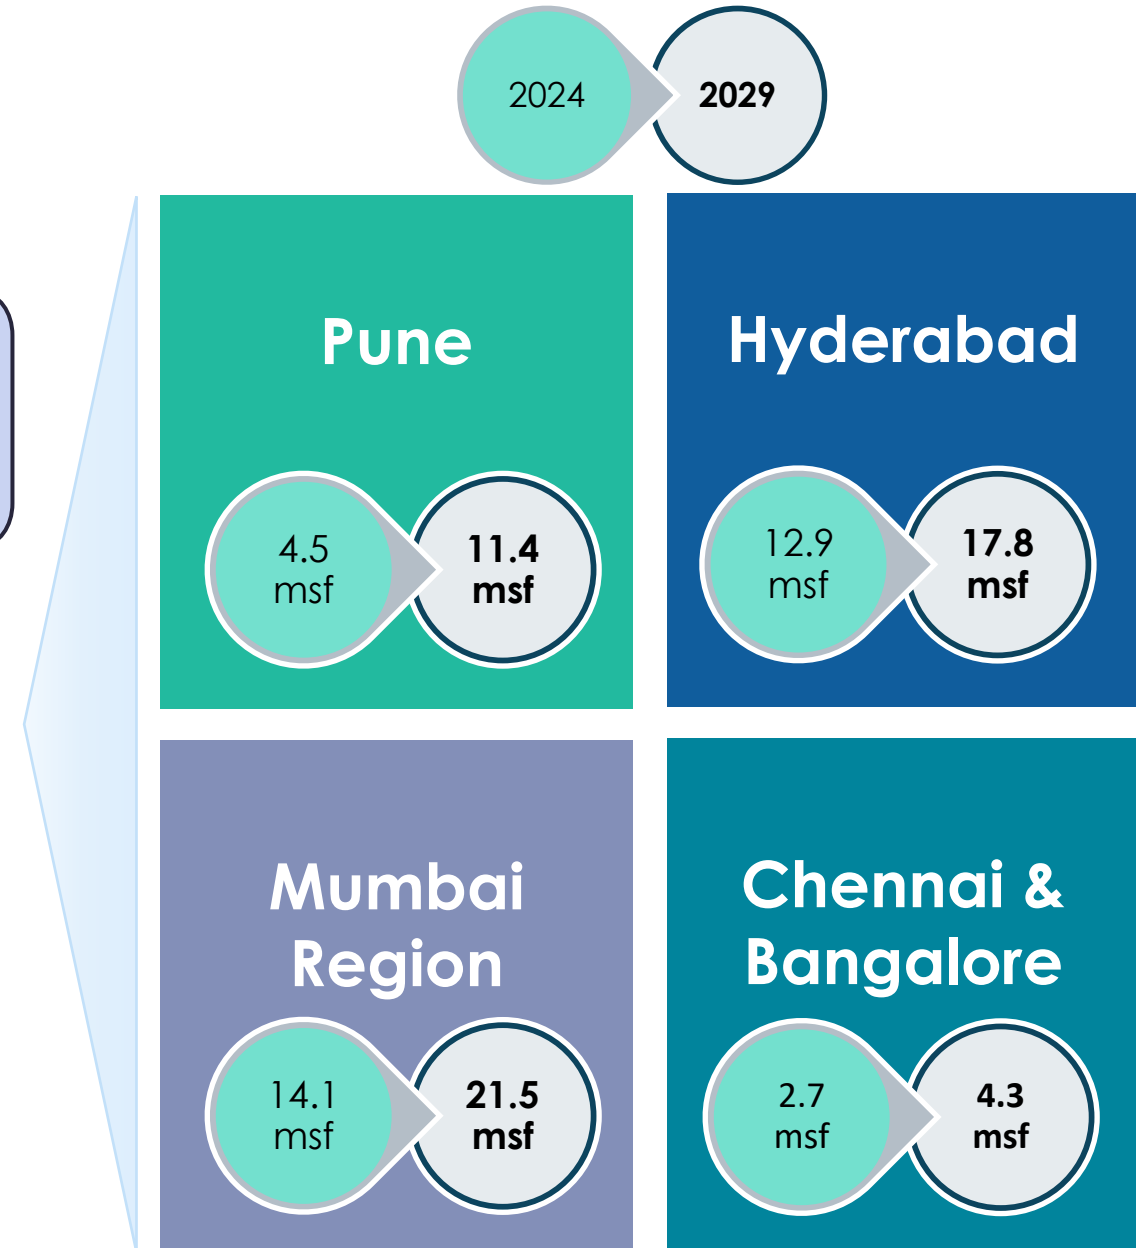 2024
2029
Pune
4.5
msf
11.4
msf
Hyderabad
12.9
msf
17.8
msf
Mumbai
Region
14.1
msf
21.5
msf
Chennai &
Bangalore
2.7
msf
4.3
msf